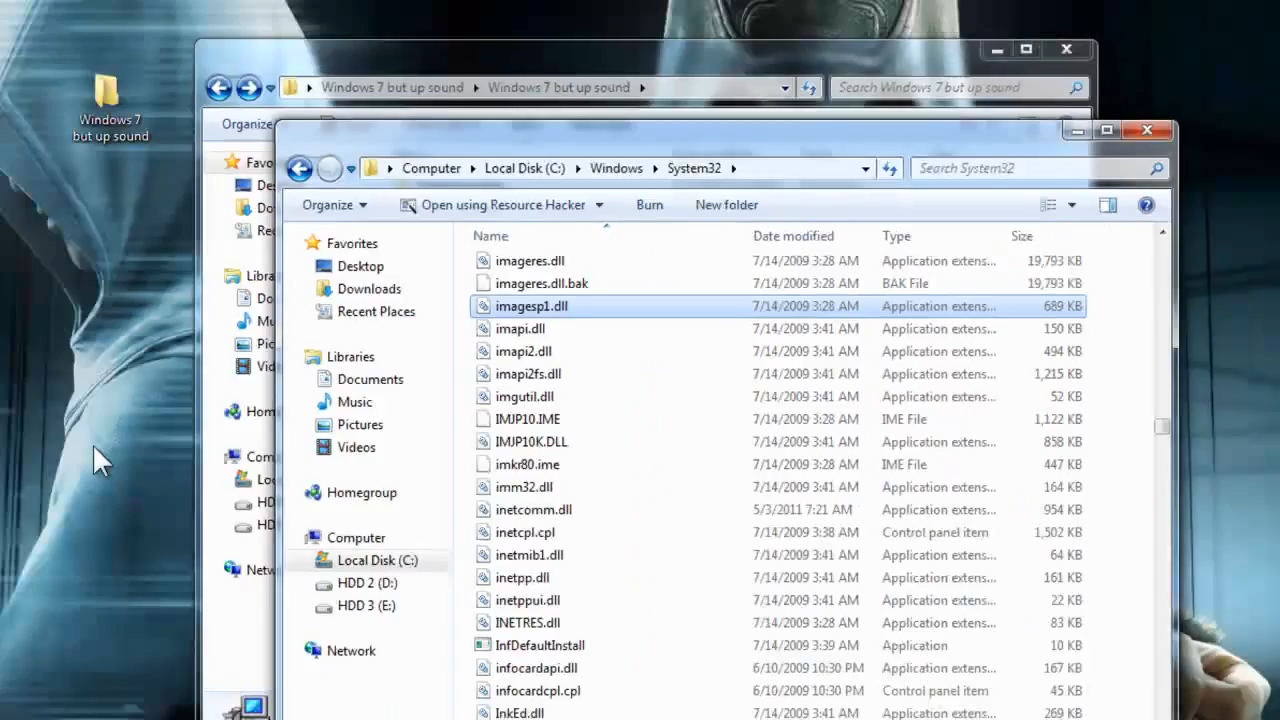 Windows 7
but up sound
Windows 7 but up sound
Windows 7 but up sound
Search Windows 7 but up sound
Organize
Favo
De
Do
Re
Libra
Do
Mu
Pic
Vid
Hom
Com
Lo
HD
HD
Netw
Computer
Local Disk (C:)
Windows
System32
Search System32
Organize
Open using Resource Hacker
Burn
New folder
Favorites
Desktop
Downloads
Recent Places
Libraries
Documents
Music
Pictures
Videos
Homegroup
Computer
Local Disk (C:)
HDD 2 (D:)
HDD 3 (E:)
Network
Name Date modified Type Size
imageres.dll 7/14/2009 3:28 AM Application extens... 19,793 KB
imageres.dll.bak 7/14/2009 3:28 AM BAK File 19,793 KB
imagesp1.dll 7/14/2009 3:28 AM Application extens... 689 KB
imapi.dll 7/14/2009 3:41 AM Application extens... 150 KB
imapi2.dll 7/14/2009 3:41 AM Application extens... 494 KB
imapi2fs.dll 7/14/2009 3:41 AM Application extens... 1,215 KB
imgutil.dll 7/14/2009 3:41 AM Application extens... 52 KB
IMJP10.IME 7/14/2009 3:28 AM IME File 1,122 KB
IMJP10K.DLL 7/14/2009 3:41 AM Application extens... 858 KB
imkr80.ime 7/14/2009 3:28 AM IME File 447 KB
imm32.dll 7/14/2009 3:41 AM Application extens... 164 KB
inetcomm.dll 5/3/2011 7:21 AM Application extens... 954 KB
inetcpl.cpl 7/14/2009 3:38 AM Control panel item 1,502 KB
inetmib1.dll 7/14/2009 3:41 AM Application extens... 64 KB
inetpp.dll 7/14/2009 3:41 AM Application extens... 161 KB
inetppui.dll 7/14/2009 3:41 AM Application extens... 22 KB
INETRES.dll 7/14/2009 3:28 AM Application extens... 83 KB
InfDefaultInstall 7/14/2009 3:39 AM Application 10 KB
infocardapi.dll 6/10/2009 10:30 PM Application extens... 167 KB
infocardcpl.cpl 6/10/2009 10:30 PM Control panel item 45 KB
InkEd.dll 7/14/2009 3:41 AM Application extens... 269 KB